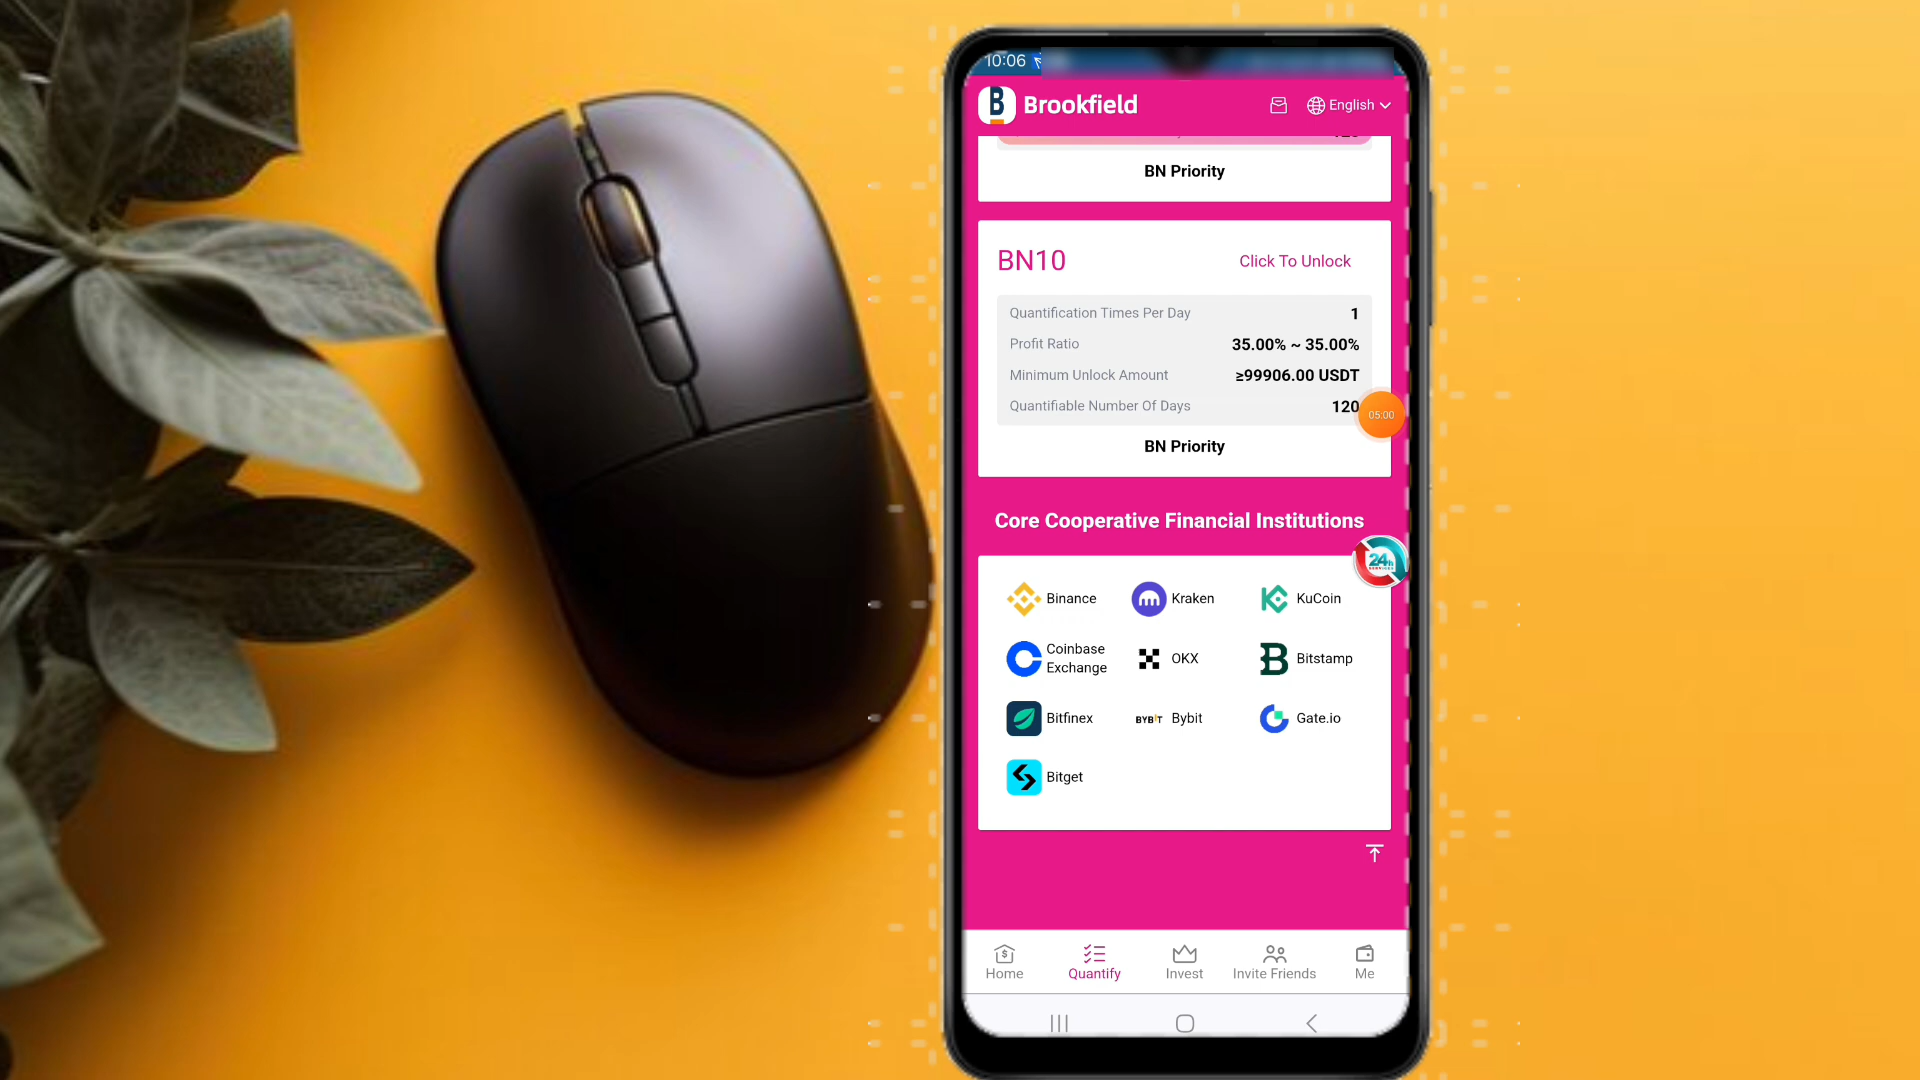 10:06
B Brookfield
English
BN Priority
BN10
Click To Unlock
Quantification Times Per Day 1
Profit Ratio 35.00% ~ 35.00%
Minimum Unlock Amount ≥99906.00 USDT
Quantifiable Number Of Days 120
05:00
BN Priority
Core Cooperative Financial Institutions
24h
SERVICES
Binance Kraken KuCoin
Coinbase
Exchange
OKX
Bitstamp
Bitfinex BYBIT Bybit Gate.io
Bitget
Home Quantify Invest Invite Friends Me